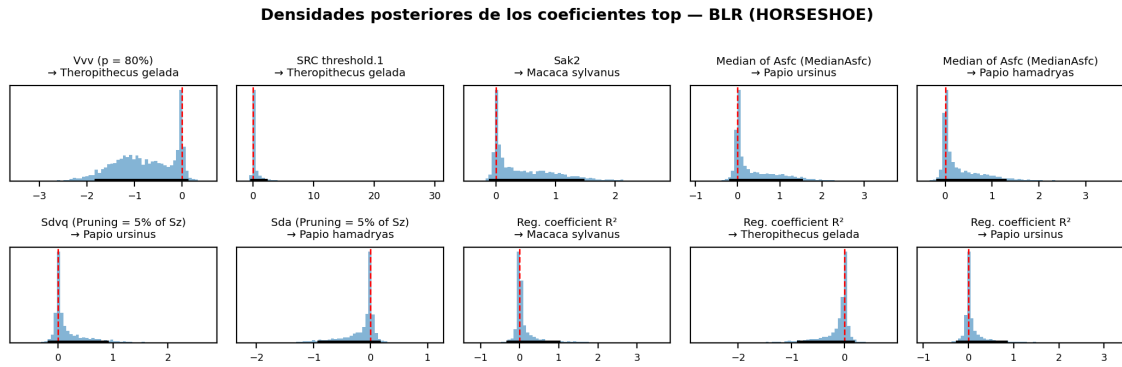 Densidades posteriores de los coeficientes top — BLR (HORSESHOE)
Vvv (p = 80%)
→ Theropithecus gelada
−3 −2 −1 0
SRC threshold.1
→ Theropithecus gelada
0 10 20 30
Sak2
→ Macaca sylvanus
0 1 2
Median of Asfc (MedianAsfc)
→ Papio ursinus
−1 0 1 2 3
Median of Asfc (MedianAsfc)
→ Papio hamadryas
0 1 2 3
Sdvq (Pruning = 5% of Sz)
→ Papio ursinus
0 1 2
Sda (Pruning = 5% of Sz)
→ Papio hamadryas
−2 −1 0 1
Reg. coefficient R²
→ Macaca sylvanus
−1 0 1 2 3
Reg. coefficient R²
→ Theropithecus gelada
−2 −1 0
Reg. coefficient R²
→ Papio ursinus
−1 0 1 2 3